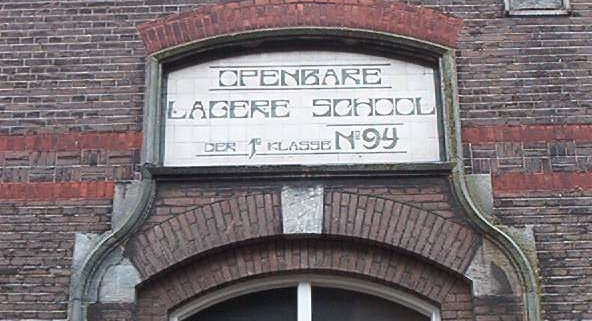 OPENBARE
LAGERE SCHOOL
DER 1e KLASSE No 94